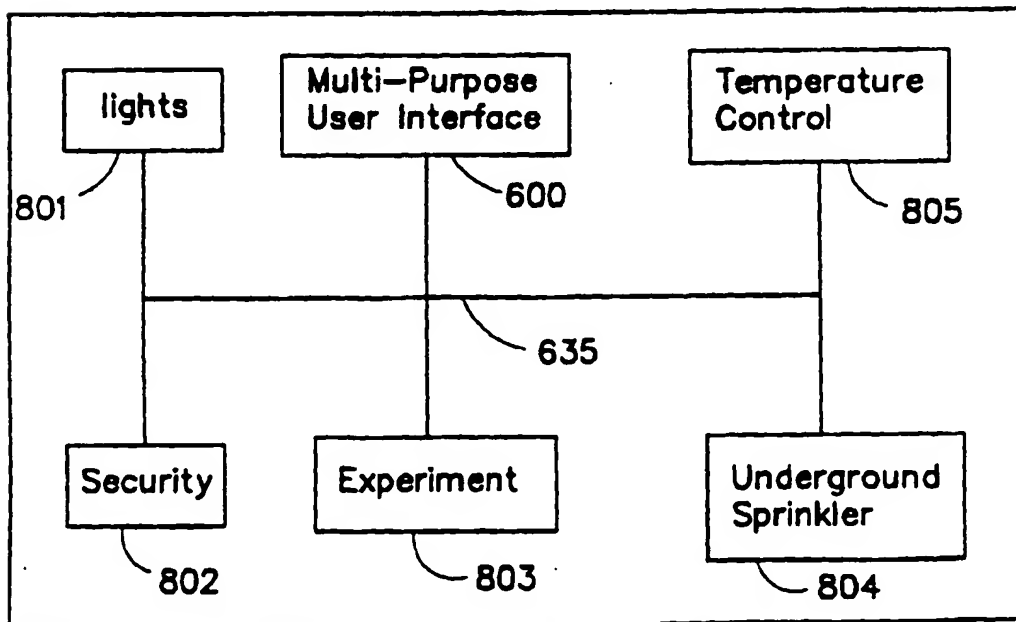 lights
Multi-Purpose
User Interface
Temperature
Control
801
600
805
635
Security
Experiment
Underground
Sprinkler
802
803
804